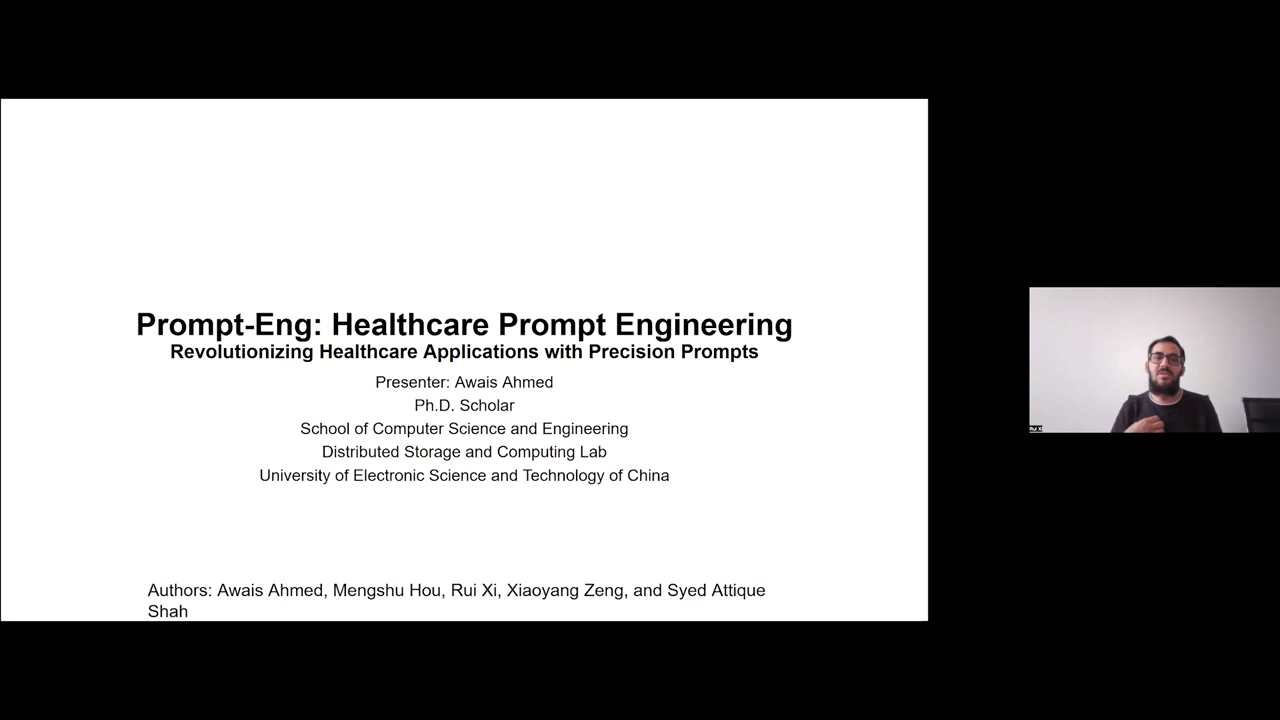 Prompt-Eng: Healthcare Prompt Engineering
Revolutionizing Healthcare Applications with Precision Prompts
Presenter: Awais Ahmed
Ph.D. Scholar
School of Computer Science and Engineering
Distributed Storage and Computing Lab
University of Electronic Science and Technology of China
Authors: Awais Ahmed, Mengshu Hou, Rui Xi, Xiaoyang Zeng, and Syed Attique
Shah
Rui Xi